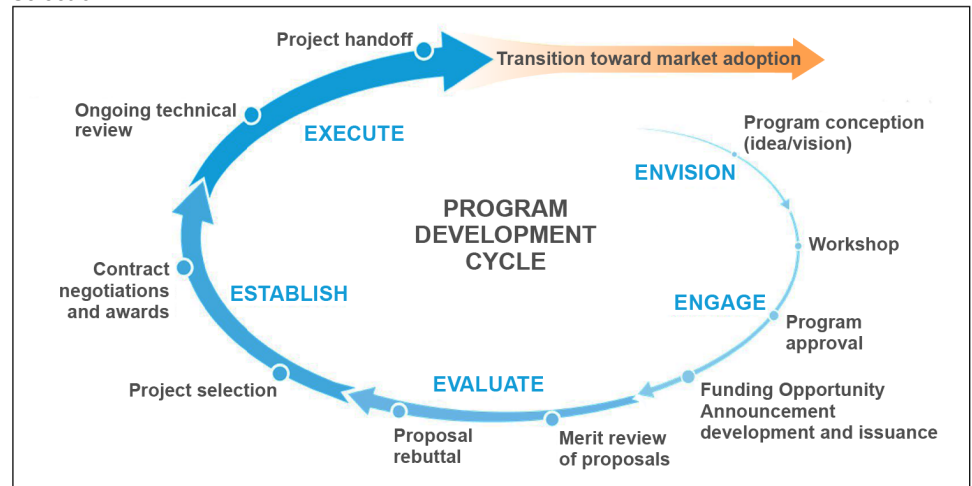 Project handoff
Transition toward market adoption
Ongoing technical
review
EXECUTE
Program conception
(idea/vision)
ENVISION
PROGRAM
DEVELOPMENT
CYCLE
Workshop
Contract
negotiations
and awards
ESTABLISH
ENGAGE
Program
approval
Project selection
EVALUATE
Funding Opportunity
Announcement
development and issuance
Proposal
rebuttal
Merit review
of proposals